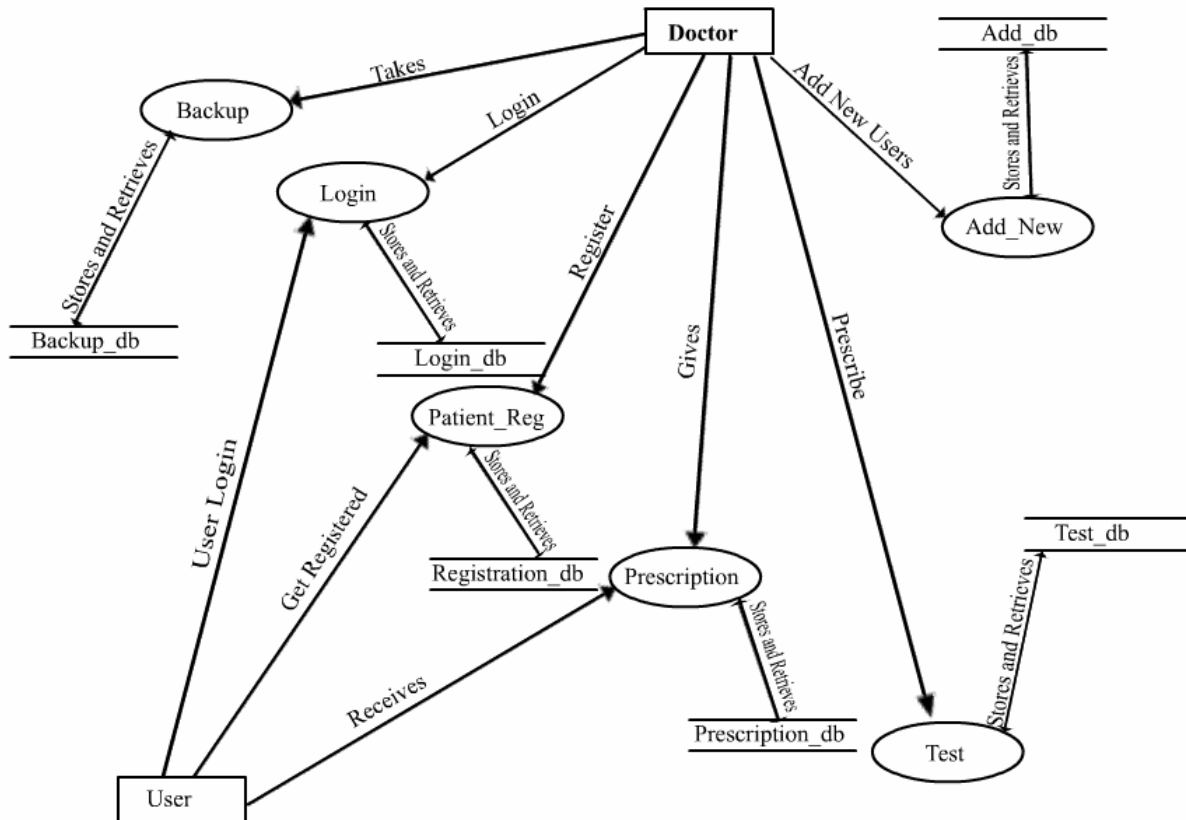 Doctor
Add_db
Takes
Login
Add New Users
Stores and Retrieves
Backup
Stores and Retrieves
Login
Stores and Retrieves
Register
Add_New
Backup_db
Login_db
Gives
Prescribe
Patient_Reg
User Login
Get Registered
Stores and Retrieves
Registration_db
Prescription
Test_db
Stores and Retrieves
Stores and Retrieves
Receives
Prescription_db
Test
User